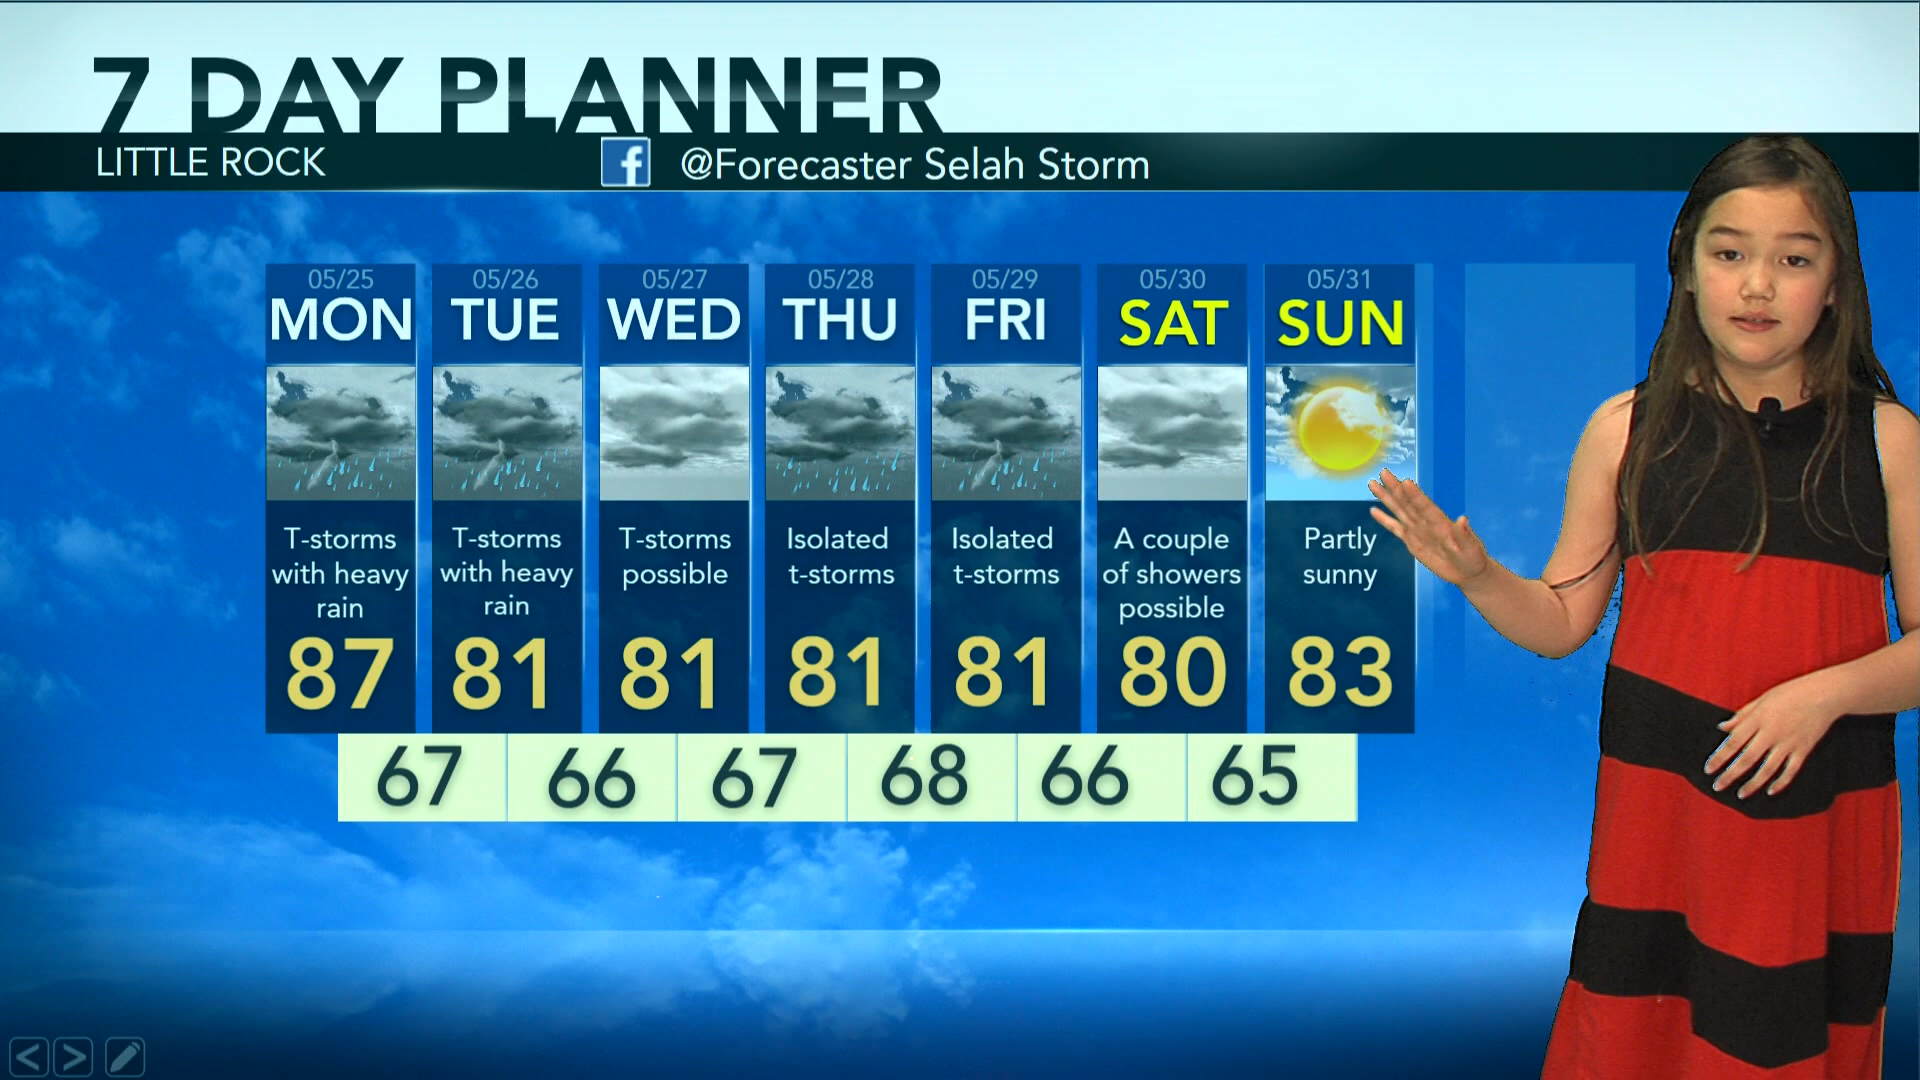 7 DAY PLANNER
LITTLE ROCK
f @Forecaster Selah Storm
05/25 05/26 05/27 05/28 05/29 05/30 05/31
MON TUE WED THU FRI SAT SUN
T-storms
with heavy
rain
T-storms
with heavy
rain
T-storms
possible
Isolated
t-storms
Isolated
t-storms
A couple
of showers
possible
Partly
sunny
87 81 81 81 81 80 83
67 66 67 68 66 65